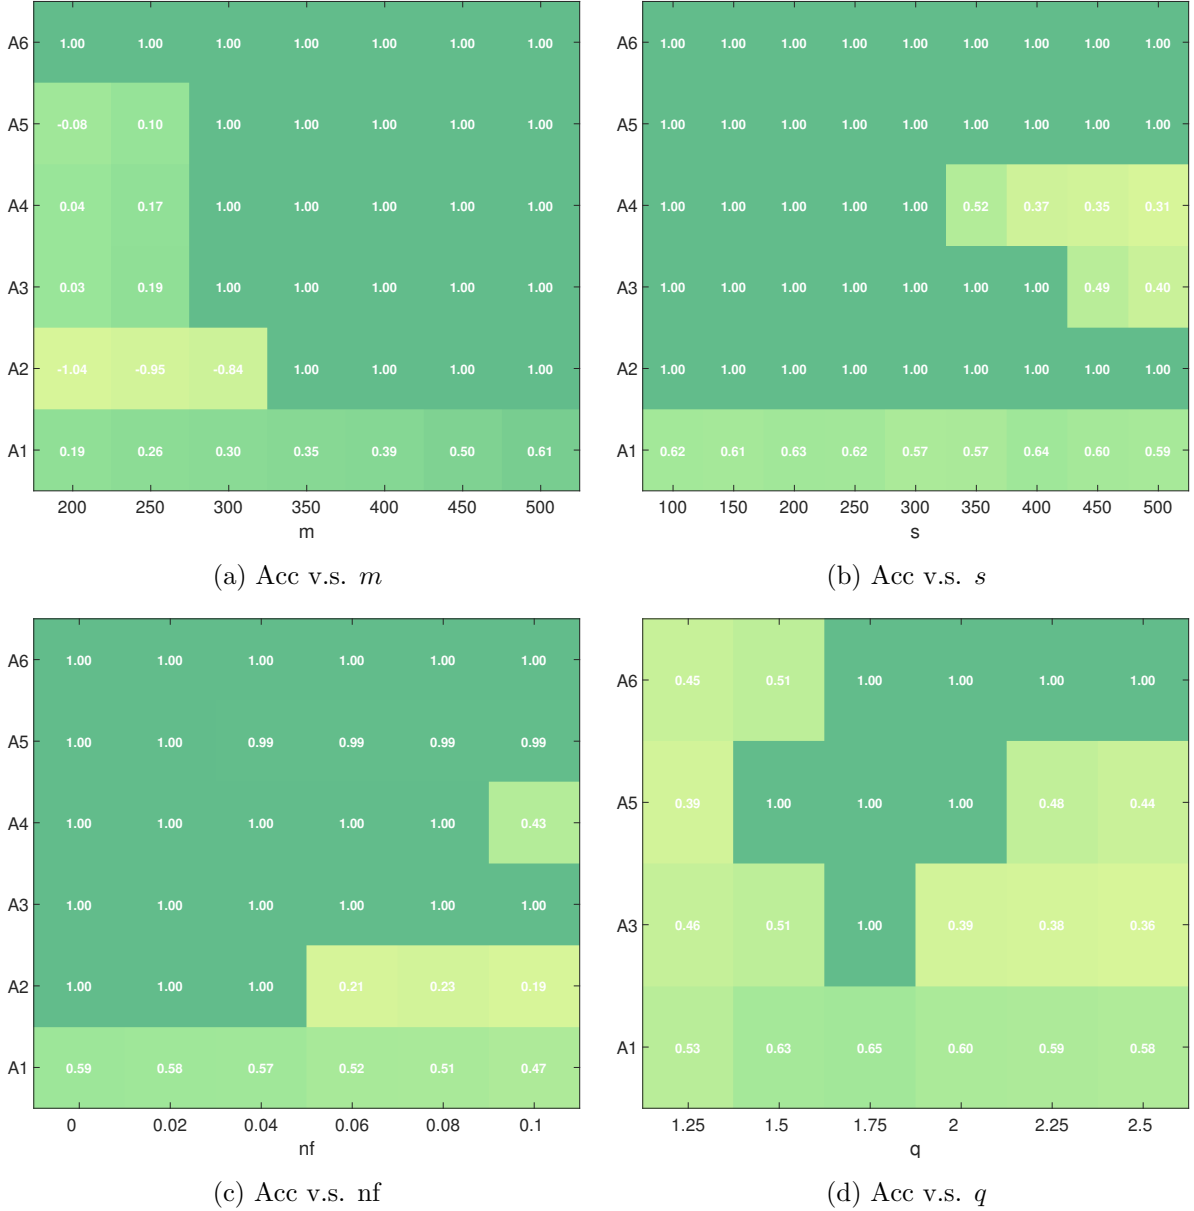 A6 1.00 1.00 1.00 1.00 1.00 1.00 1.00
A5 -0.08 0.10 1.00 1.00 1.00 1.00 1.00
A4 0.04 0.17 1.00 1.00 1.00 1.00 1.00
A3 0.03 0.19 1.00 1.00 1.00 1.00 1.00
A2 -1.04 -0.95 -0.84 1.00 1.00 1.00 1.00
A1 0.19 0.26 0.30 0.35 0.39 0.50 0.61
200 250 300 350 400 450 500
m
(a) Acc v.s. m
A6 1.00 1.00 1.00 1.00 1.00 1.00 1.00 1.00 1.00
A5 1.00 1.00 1.00 1.00 1.00 1.00 1.00 1.00 1.00
A4 1.00 1.00 1.00 1.00 1.00 0.52 0.37 0.35 0.31
A3 1.00 1.00 1.00 1.00 1.00 1.00 1.00 0.49 0.40
A2 1.00 1.00 1.00 1.00 1.00 1.00 1.00 1.00 1.00
A1 0.62 0.61 0.63 0.62 0.57 0.57 0.64 0.60 0.59
100 150 200 250 300 350 400 450 500
s
(b) Acc v.s. s
A6 1.00 1.00 1.00 1.00 1.00 1.00
A5 1.00 1.00 0.99 0.99 0.99 0.99
A4 1.00 1.00 1.00 1.00 1.00 0.43
A3 1.00 1.00 1.00 1.00 1.00 1.00
A2 1.00 1.00 1.00 0.21 0.23 0.19
A1 0.59 0.58 0.57 0.52 0.51 0.47
0 0.02 0.04 0.06 0.08 0.1
nf
(c) Acc v.s. nf
A6 0.45 0.51 1.00 1.00 1.00 1.00
A5 0.39 1.00 1.00 1.00 0.48 0.44
A3 0.46 0.51 1.00 0.39 0.38 0.36
A1 0.53 0.63 0.65 0.60 0.59 0.58
1.25 1.5 1.75 2 2.25 2.5
q
(d) Acc v.s. q